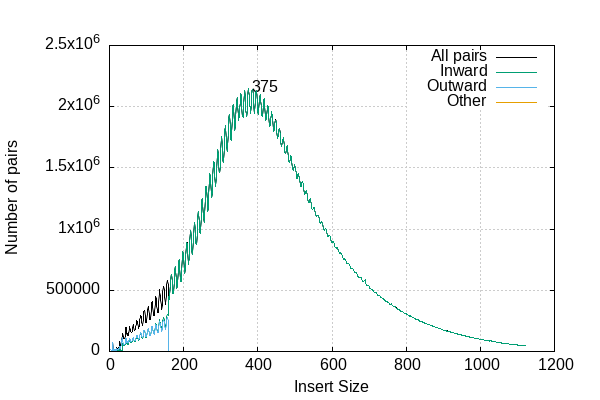 2.5x10⁶
2x10⁶
1.5x10⁶
1x10⁶
500000
0
Number of pairs
375
All pairs
Inward
Outward
Other
0 200 400 600 800 1000 1200
Insert Size